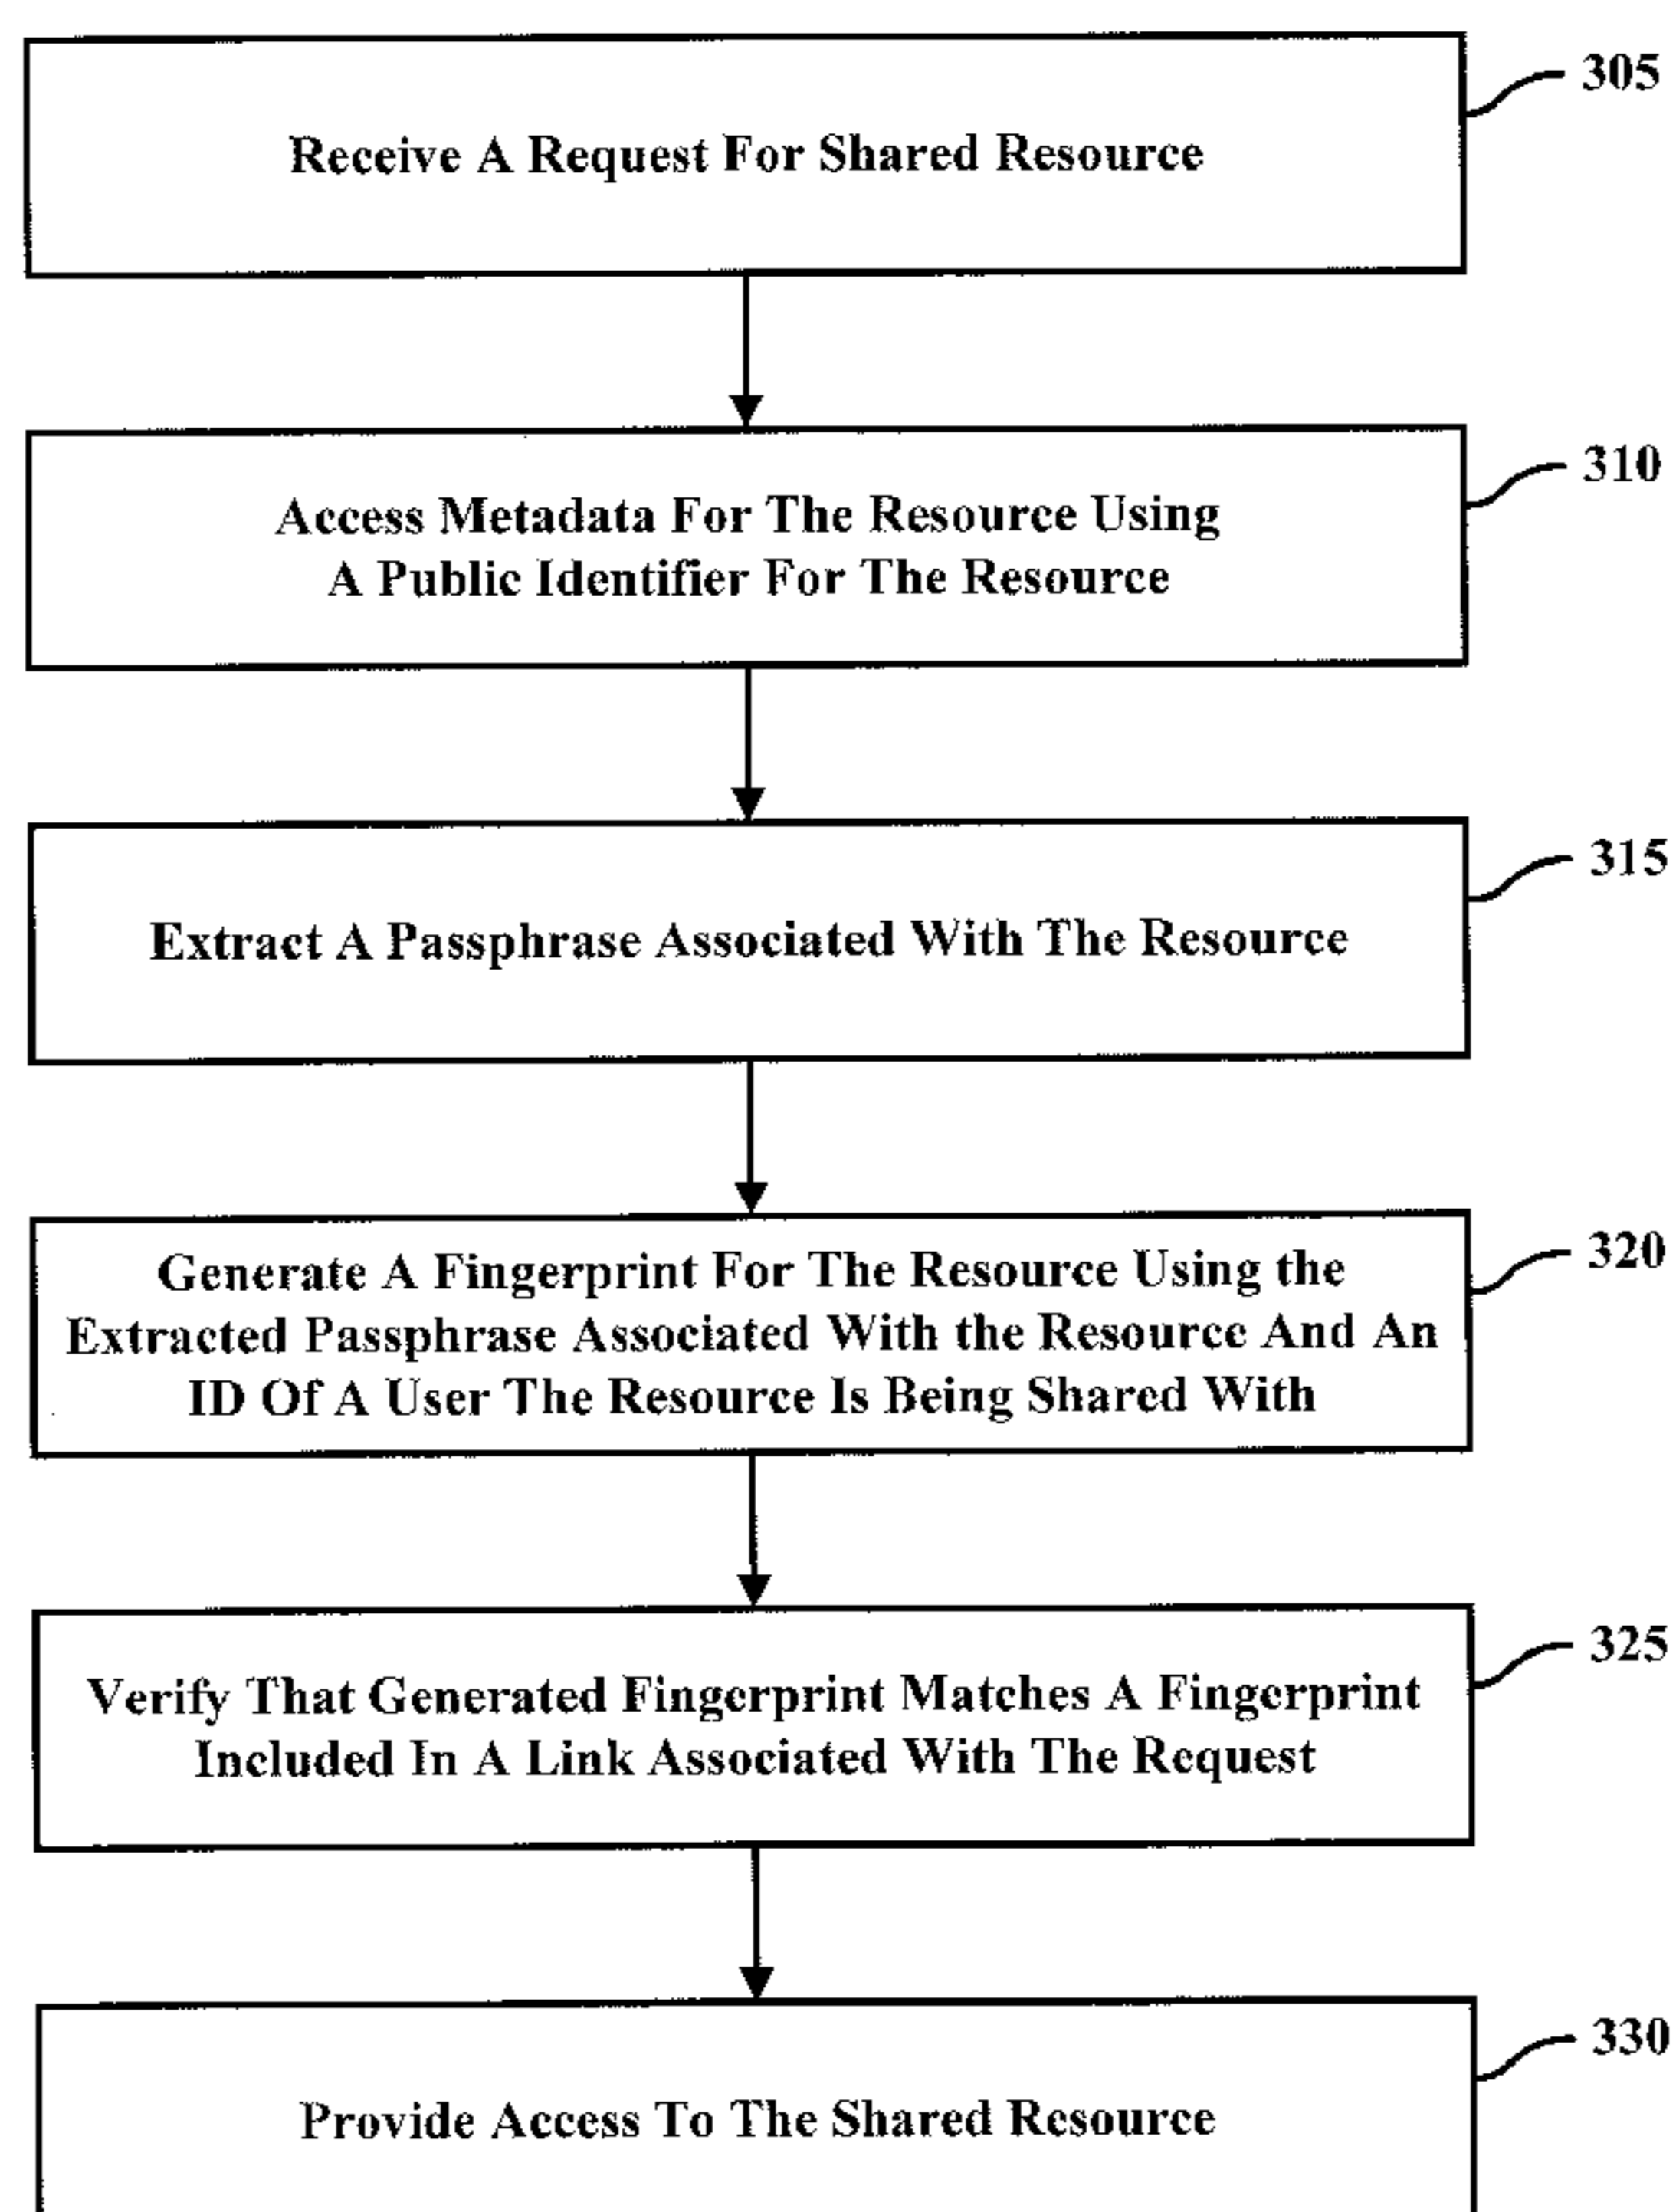 305
Receive A Request For Shared Resource
310
Access Metadata For The Resource Using
A Public Identifier For The Resource
315
Extract A Passphrase Associated With The Resource
320
Generate A Fingerprint For The Resource Using the
Extracted Passphrase Associated With the Resource And An
ID Of A User The Resource Is Being Shared With
325
Verify That Generated Fingerprint Matches A Fingerprint
Included In A Link Associated With The Request
330
Provide Access To The Shared Resource